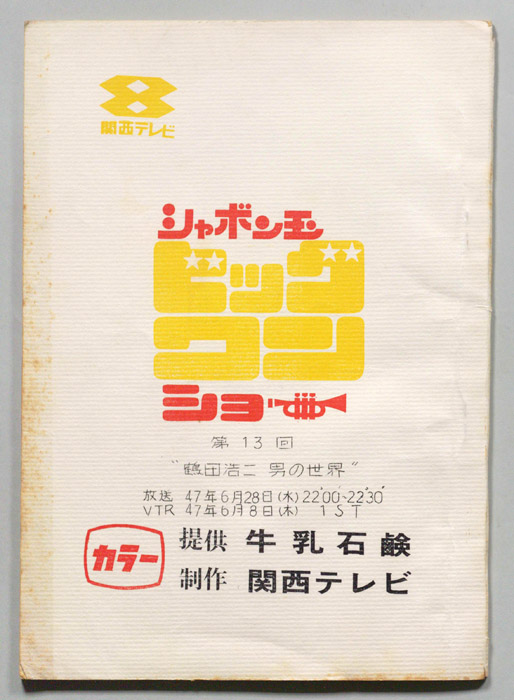 8
関西テレビ
シャボン玉
ビッグ
ワン
ショー
第13回
"鶴田浩二 男の世界"
放送 47年6月28日(水) 22°00'~22°30'
VTR 47年6月8日(木) 1ST
カラー
提供 牛乳石鹸
制作 関西テレビ